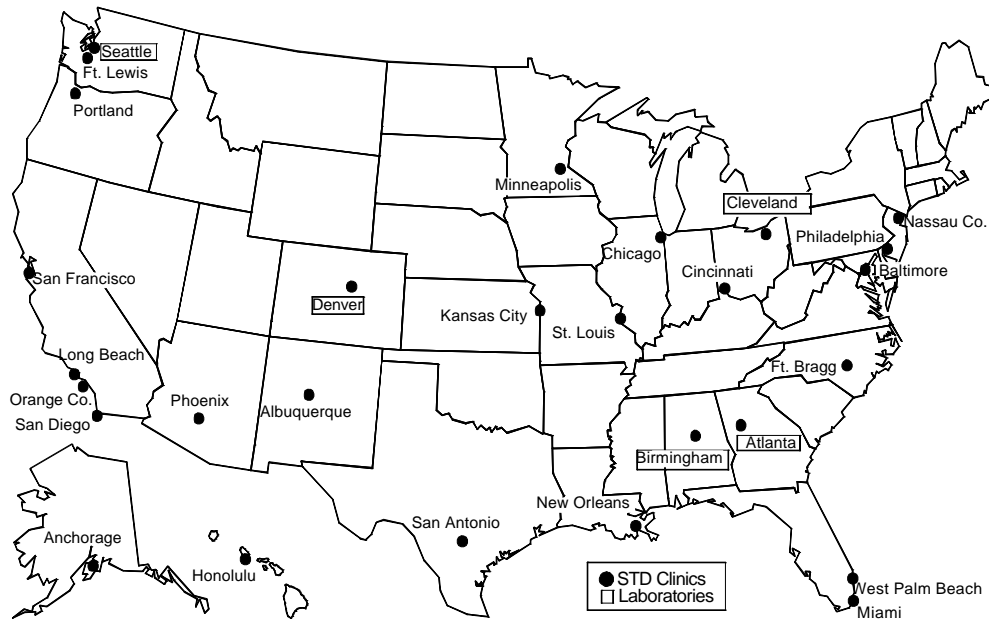 Seattle
Ft. Lewis
Portland
Minneapolis
Cleveland
Nassau Co.
Philadelphia
Chicago
Cincinnati
Baltimore
San Francisco
Denver
Kansas City
St. Louis
Long Beach
Ft. Bragg
Orange Co.
Phoenix
Albuquerque
San Diego
Atlanta
Birmingham
New Orleans
San Antonio
Anchorage
Honolulu
STD Clinics
Laboratories
West Palm Beach
Miami